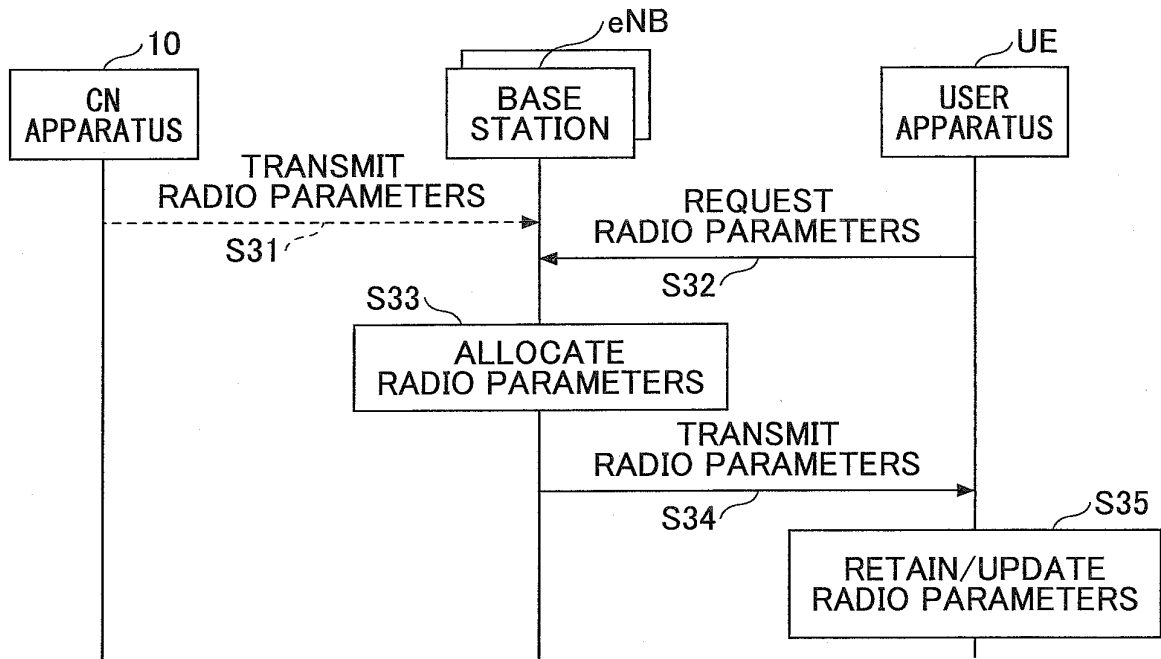 10
eNB
UE
CN
APPARATUS
BASE
STATION
USER
APPARATUS
TRANSMIT
RADIO PARAMETERS
S31
REQUEST
RADIO PARAMETERS
S32
S33
ALLOCATE
RADIO PARAMETERS
TRANSMIT
RADIO PARAMETERS
S34
S35
RETAIN/UPDATE
RADIO PARAMETERS